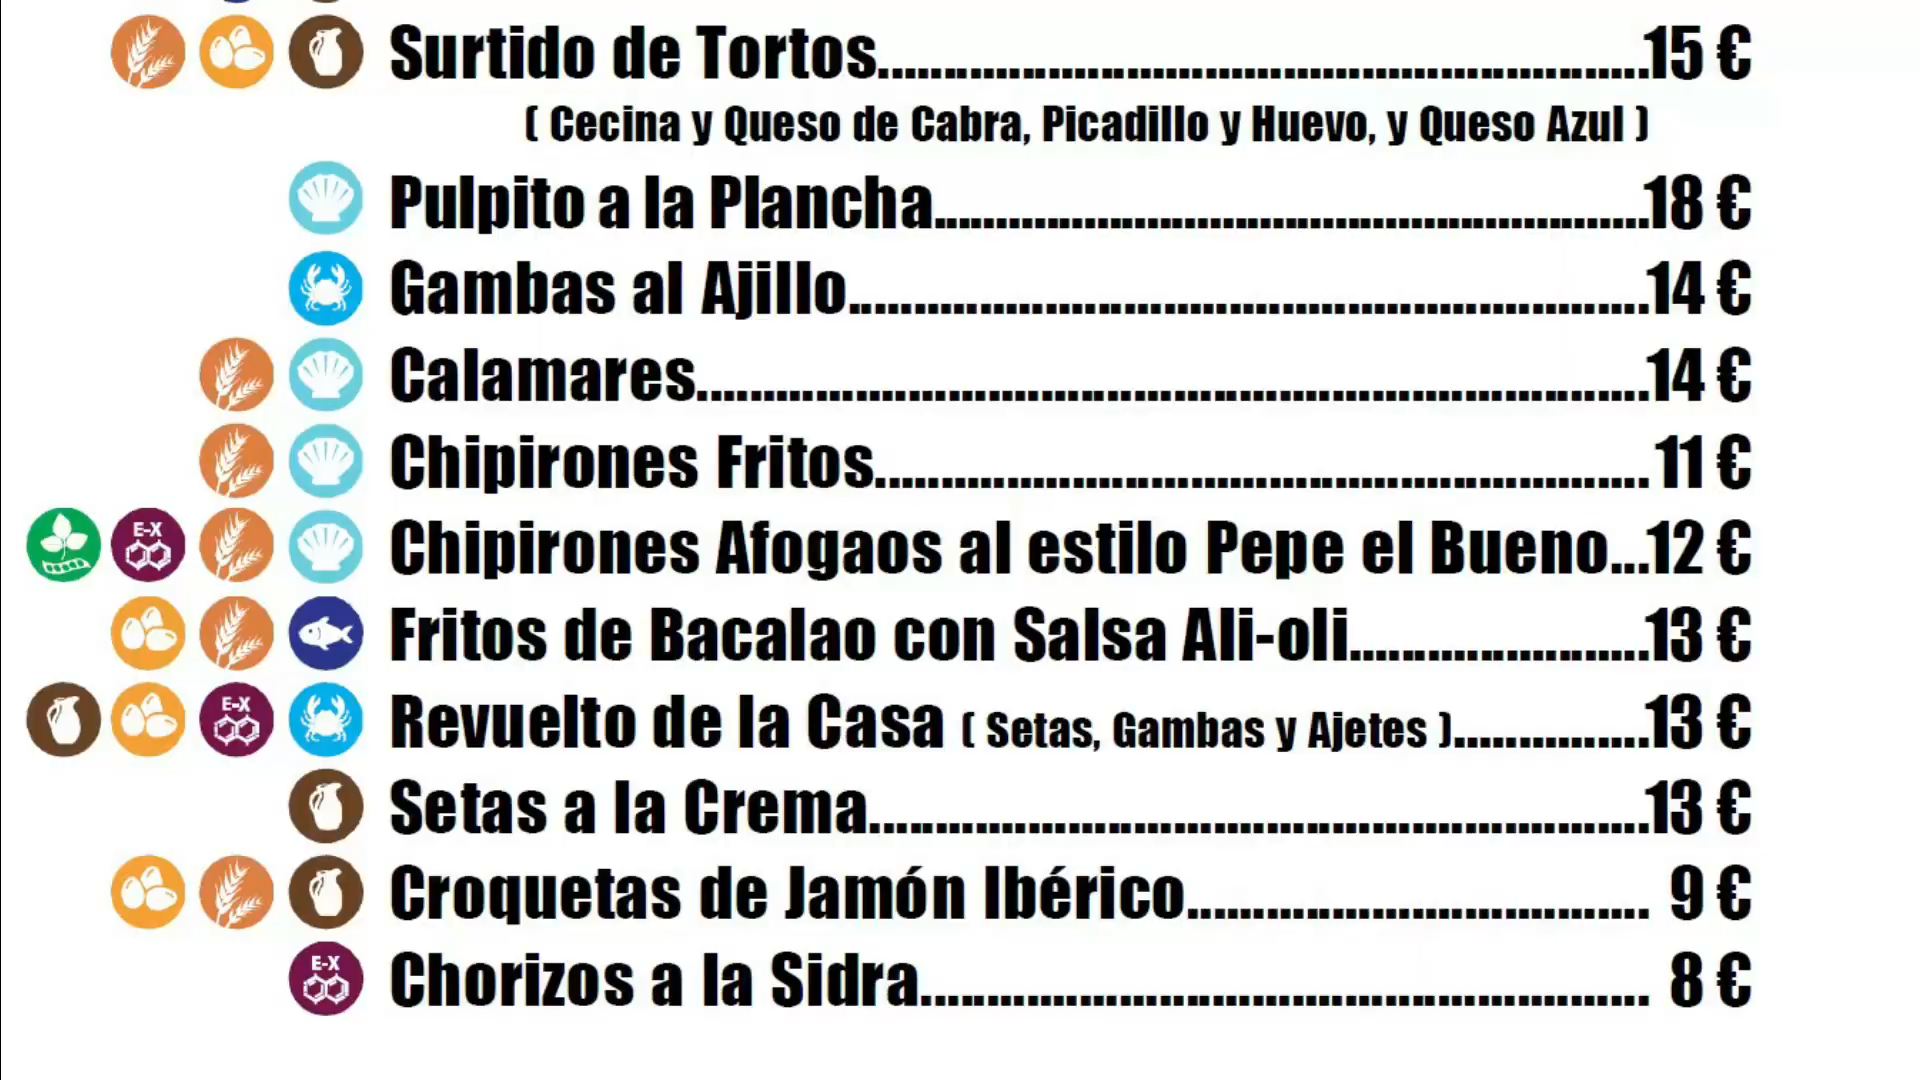 Surtido de Tortos..........................................................15 €
( Cecina y Queso de Cabra, Picadillo y Huevo, y Queso Azul )
Pulpito a la Plancha......................................................18 €
Gambas al Ajillo............................................................14 €
Calamares........................................................................14 €
Chipirones Fritos.......................................................... 11 €
E-X
Chipirones Afogaos al estilo Pepe el Bueno...12 €
Fritos de Bacalao con Salsa Ali-oli.......................13 €
E-X
Revuelto de la Casa ( Setas, Gambas y Ajetes )...............13 €
Setas a la Crema...........................................................13 €
Croquetas de Jamón Ibérico................................... 9 €
E-X
Chorizos a la Sidra....................................................... 8 €